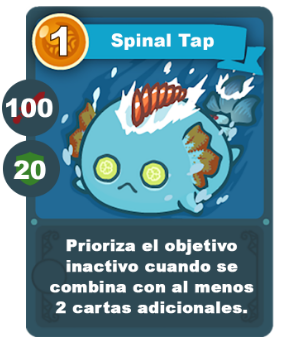 1
Spinal Tap
100
20
Prioriza el objetivo
inactivo cuando se
combina con al menos
2 cartas adicionales.